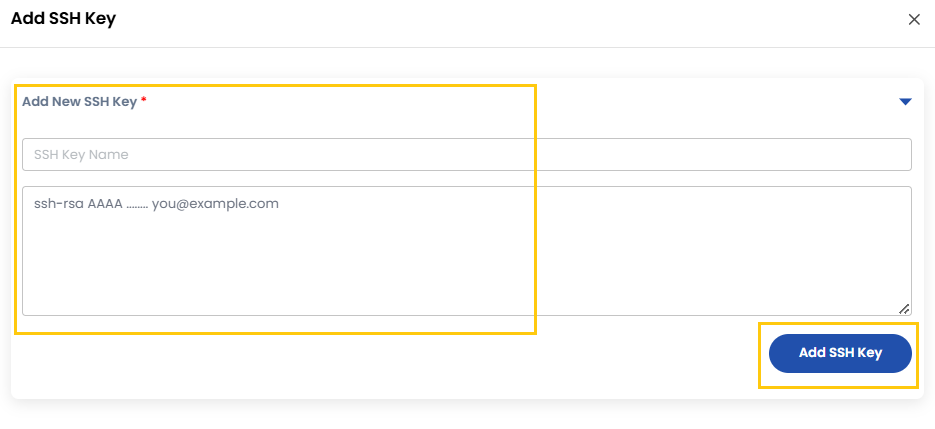 Add SSH Key
Add New SSH Key *
SSH Key Name
ssh-rsa AAAA ........ you@example.com
Add SSH Key